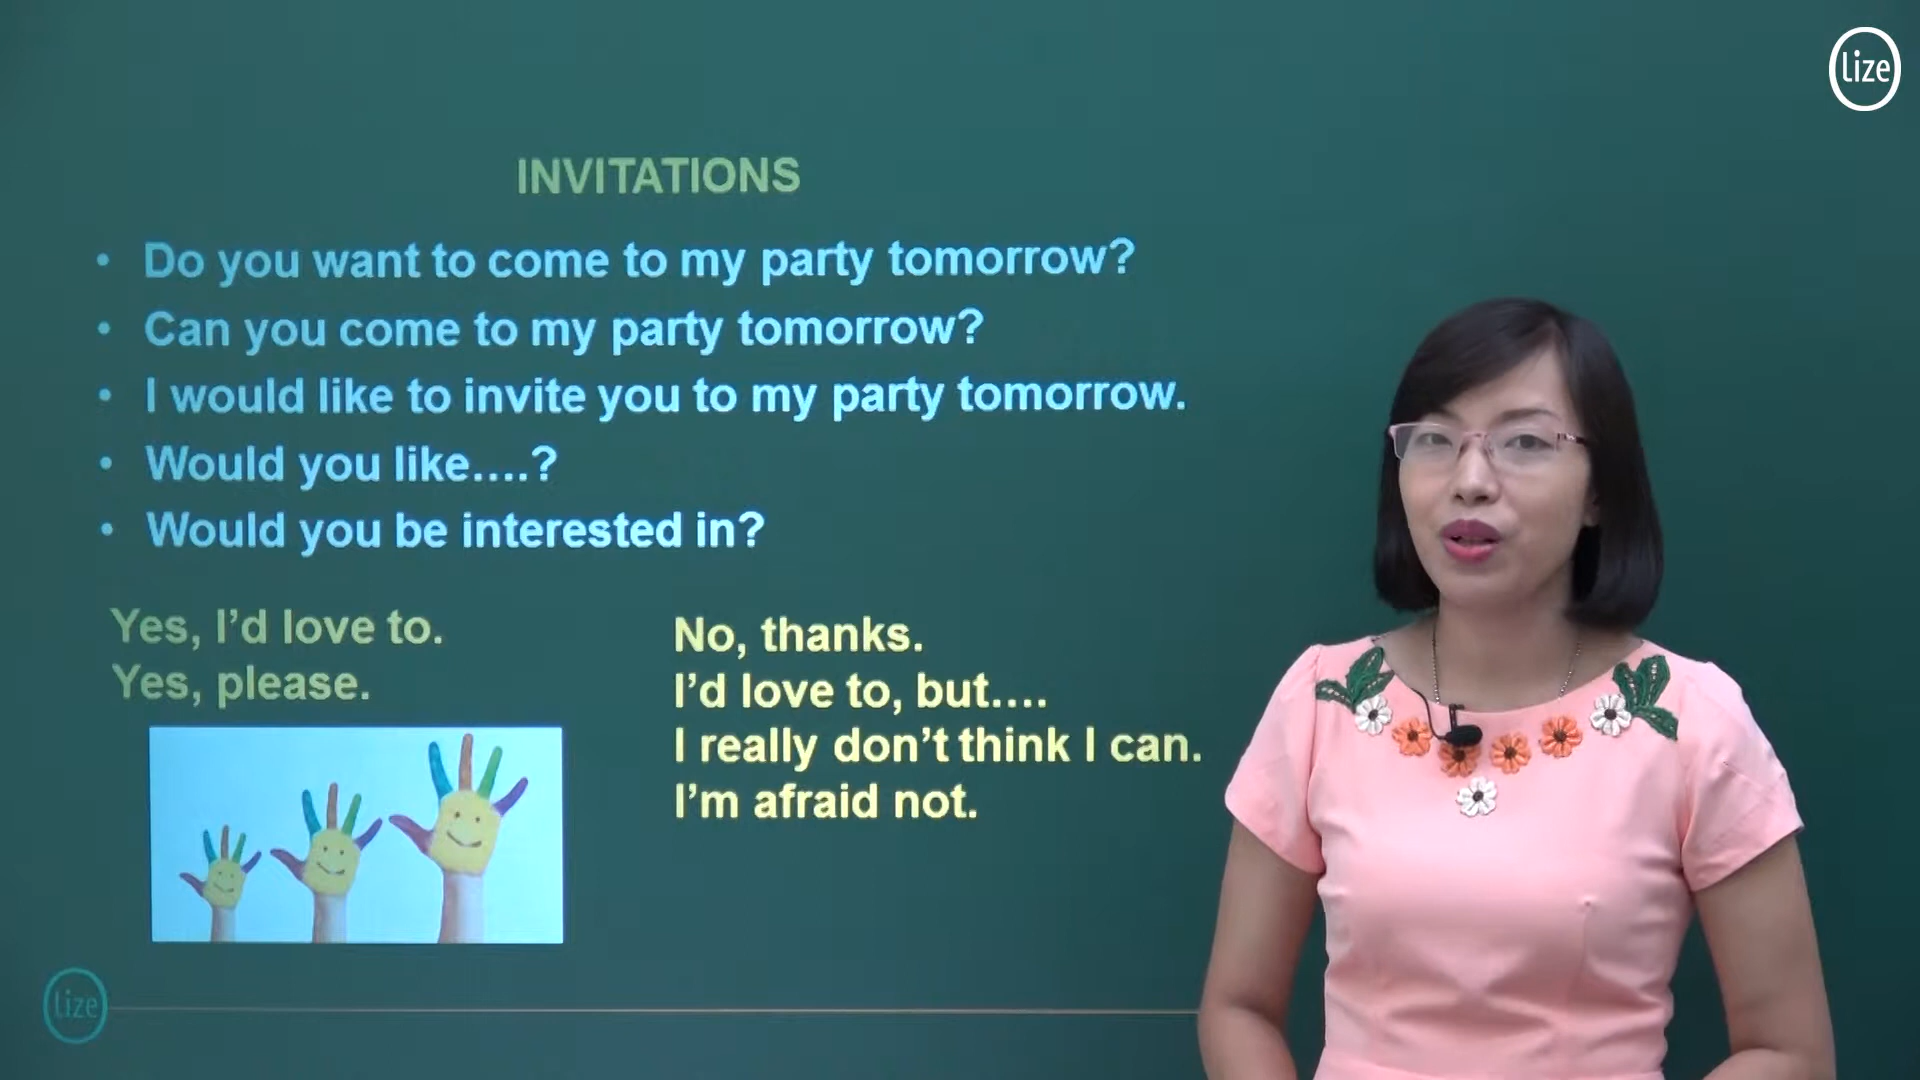 lize
INVITATIONS
• Do you want to come to my party tomorrow?
• Can you come to my party tomorrow?
• I would like to invite you to my party tomorrow.
• Would you like....?
• Would you be interested in?
Yes, I’d love to.
Yes, please.
No, thanks.
I’d love to, but....
I really don’t think I can.
I’m afraid not.
lize